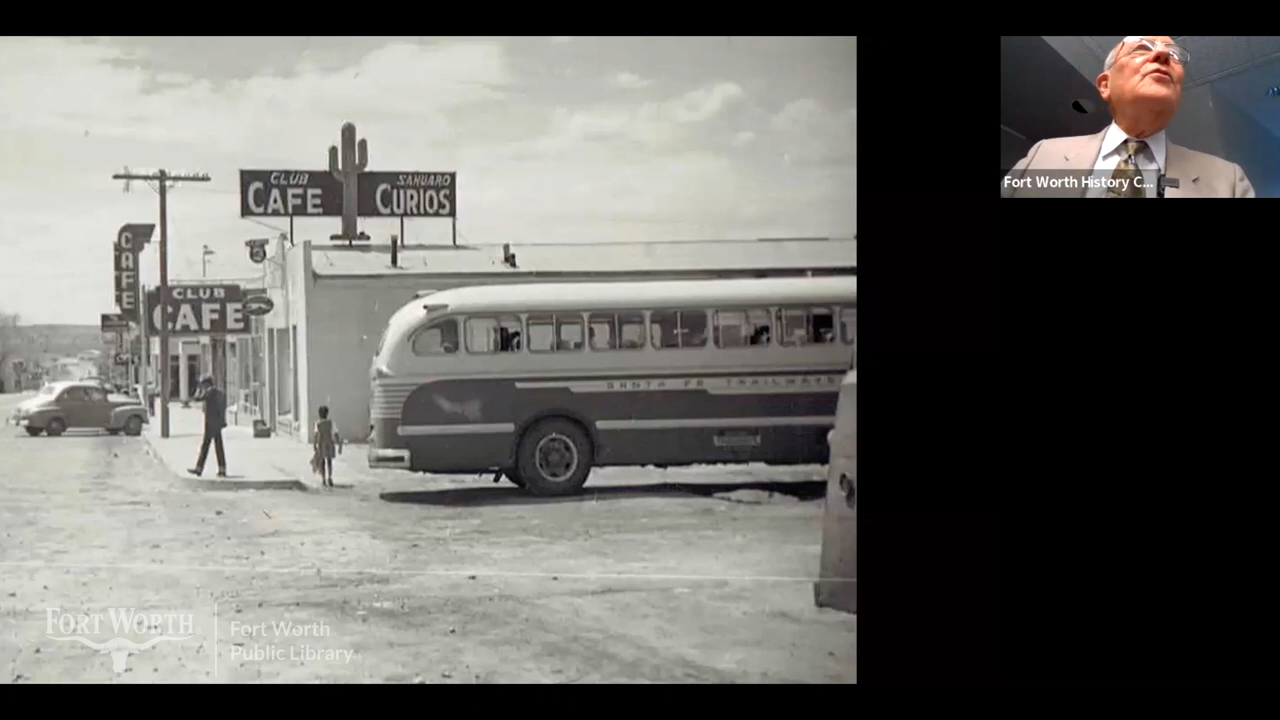 CLUB
CAFE
SAHUARO
CURIOS
CAFE
CLUB
CAFE
SANTA FE TRAILWAYS
FORT WORTH
Fort Worth
Public Library
Fort Worth History C...